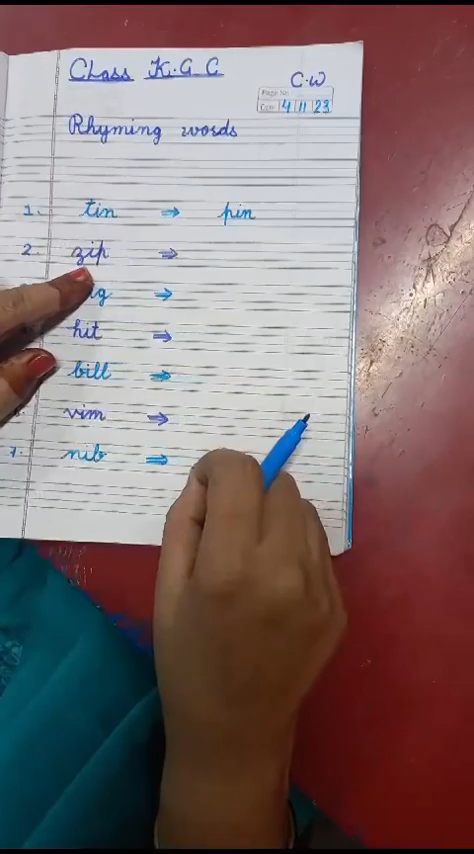 Class K.G C
C.W
Page No.
Date 4 11 23
Rhyming words
1. tin ⇒ pin
2. zip ⇒
⇒
hit ⇒
bill ⇒
vim ⇒
7. nib ⇒